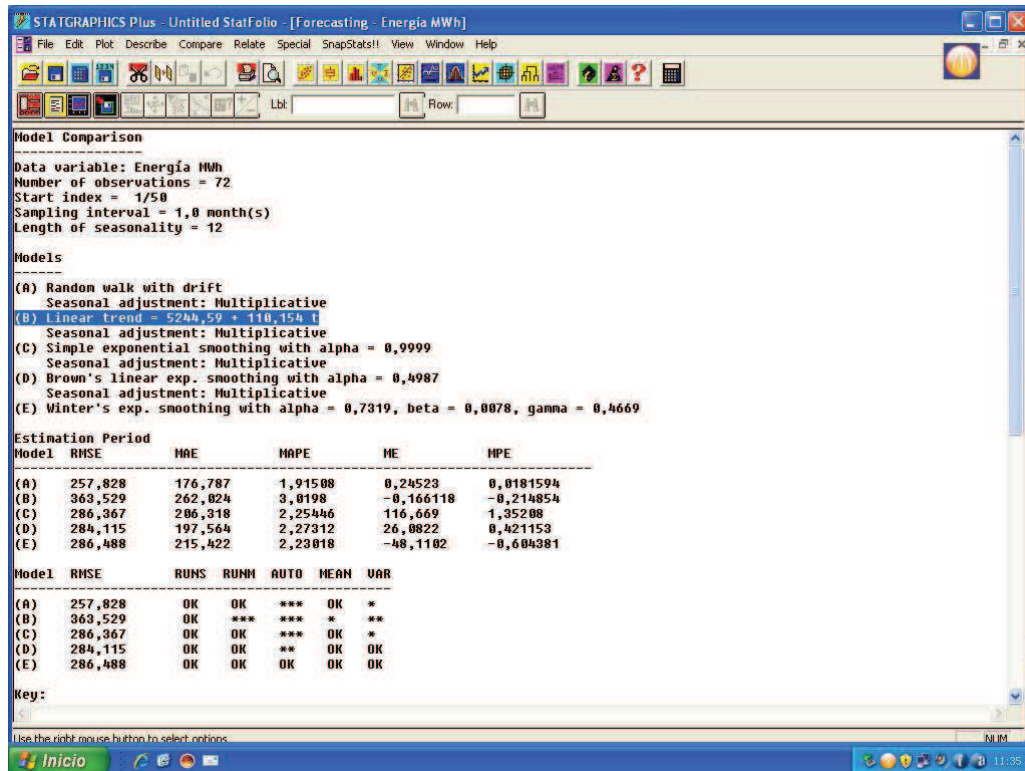 STATGRAPHICS Plus - Untitled StatFolio - [Forecasting - Energía MWh]
File Edit Plot Describe Compare Relate Special SnapStats!! View Window Help
Lbl: Row:
Model Comparison
----------------
Data variable: Energía MWh
Number of observations = 72
Start index = 1/50
Sampling interval = 1,0 month(s)
Length of seasonality = 12
Models
------
(A) Random walk with drift
Seasonal adjustment: Multiplicative
(B) Linear trend = 5244,59 + 110,154 t
Seasonal adjustment: Multiplicative
(C) Simple exponential smoothing with alpha = 0,9999
Seasonal adjustment: Multiplicative
(D) Brown's linear exp. smoothing with alpha = 0,4987
Seasonal adjustment: Multiplicative
(E) Winter's exp. smoothing with alpha = 0,7319, beta = 0,0078, gamma = 0,4669
Estimation Period
Model RMSE MAE MAPE ME MPE
(A) 257,828 176,787 1,91508 0,24523 0,0181594
(B) 363,529 262,024 3,0198 -0,166118 -0,214854
(C) 286,367 206,318 2,25446 116,669 1,35208
(D) 284,115 197,564 2,27312 26,0822 0,421153
(E) 286,488 215,422 2,23018 -48,1102 -0,604381
Model RMSE RUNS RUNM AUTO MEAN VAR
(A) 257,828 OK OK *** OK *
(B) 363,529 OK *** *** * **
(C) 286,367 OK OK *** OK *
(D) 284,115 OK OK ** OK OK
(E) 286,488 OK OK OK OK OK
Key:
Use the right mouse button to select options. NUM
Inicio 11:35